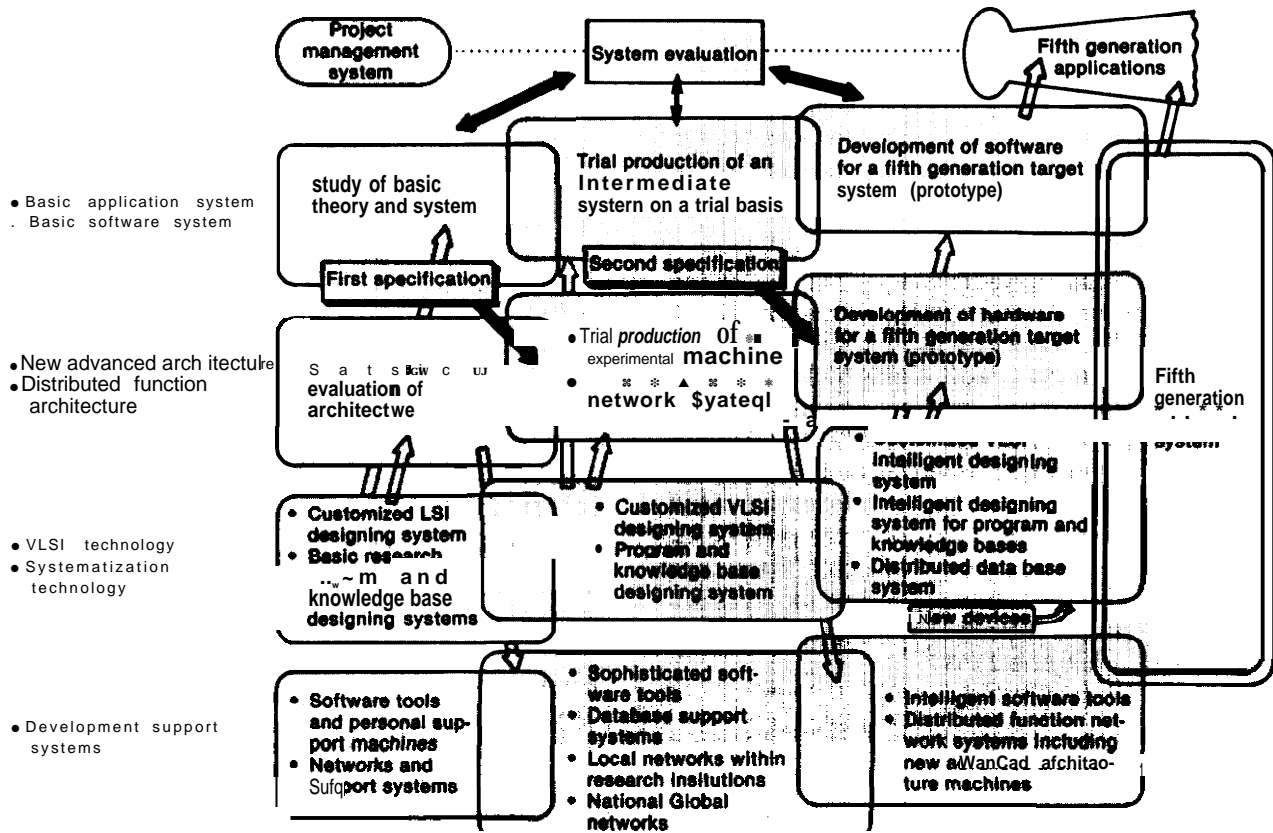 Project
management
system
System evaluation
Fifth generation
applications
• Basic application system
. Basic software system
study of basic
theory and system
Trial production of an
Intermediate
systern on a trial basis
Development of software
for a fifth generation target
system (prototype)
First specification
Second specification
• New advanced arch itecture
• Distributed function
architecture
evaluation of
• Trial production of
experimental machine
•
network
Development of hardware
for a fifth generation target
system (prototype)
Fifth
generation
system
• VLSI technology
• Systematization
technology
• Customized LSI
designing system
• Basic research
and
knowledge base
designing systems
• Customized VLSI
designing system
• Program and
knowledge base
designing system
• VLSI
intelligent designing
system
• Intelligent designing
system for program and
knowledge bases
• Distributed data base
system
New devices
• Development support
systems
• Software tools
and personal sup-
port machines
• Networks and
port systems
• Sophisticated soft-
ware tools
• Database support
systems
• Local networks within
research insitutions
• National Global
networks
• Intelligent software tools
• Distributed function net-
work systems including
new
ture machines